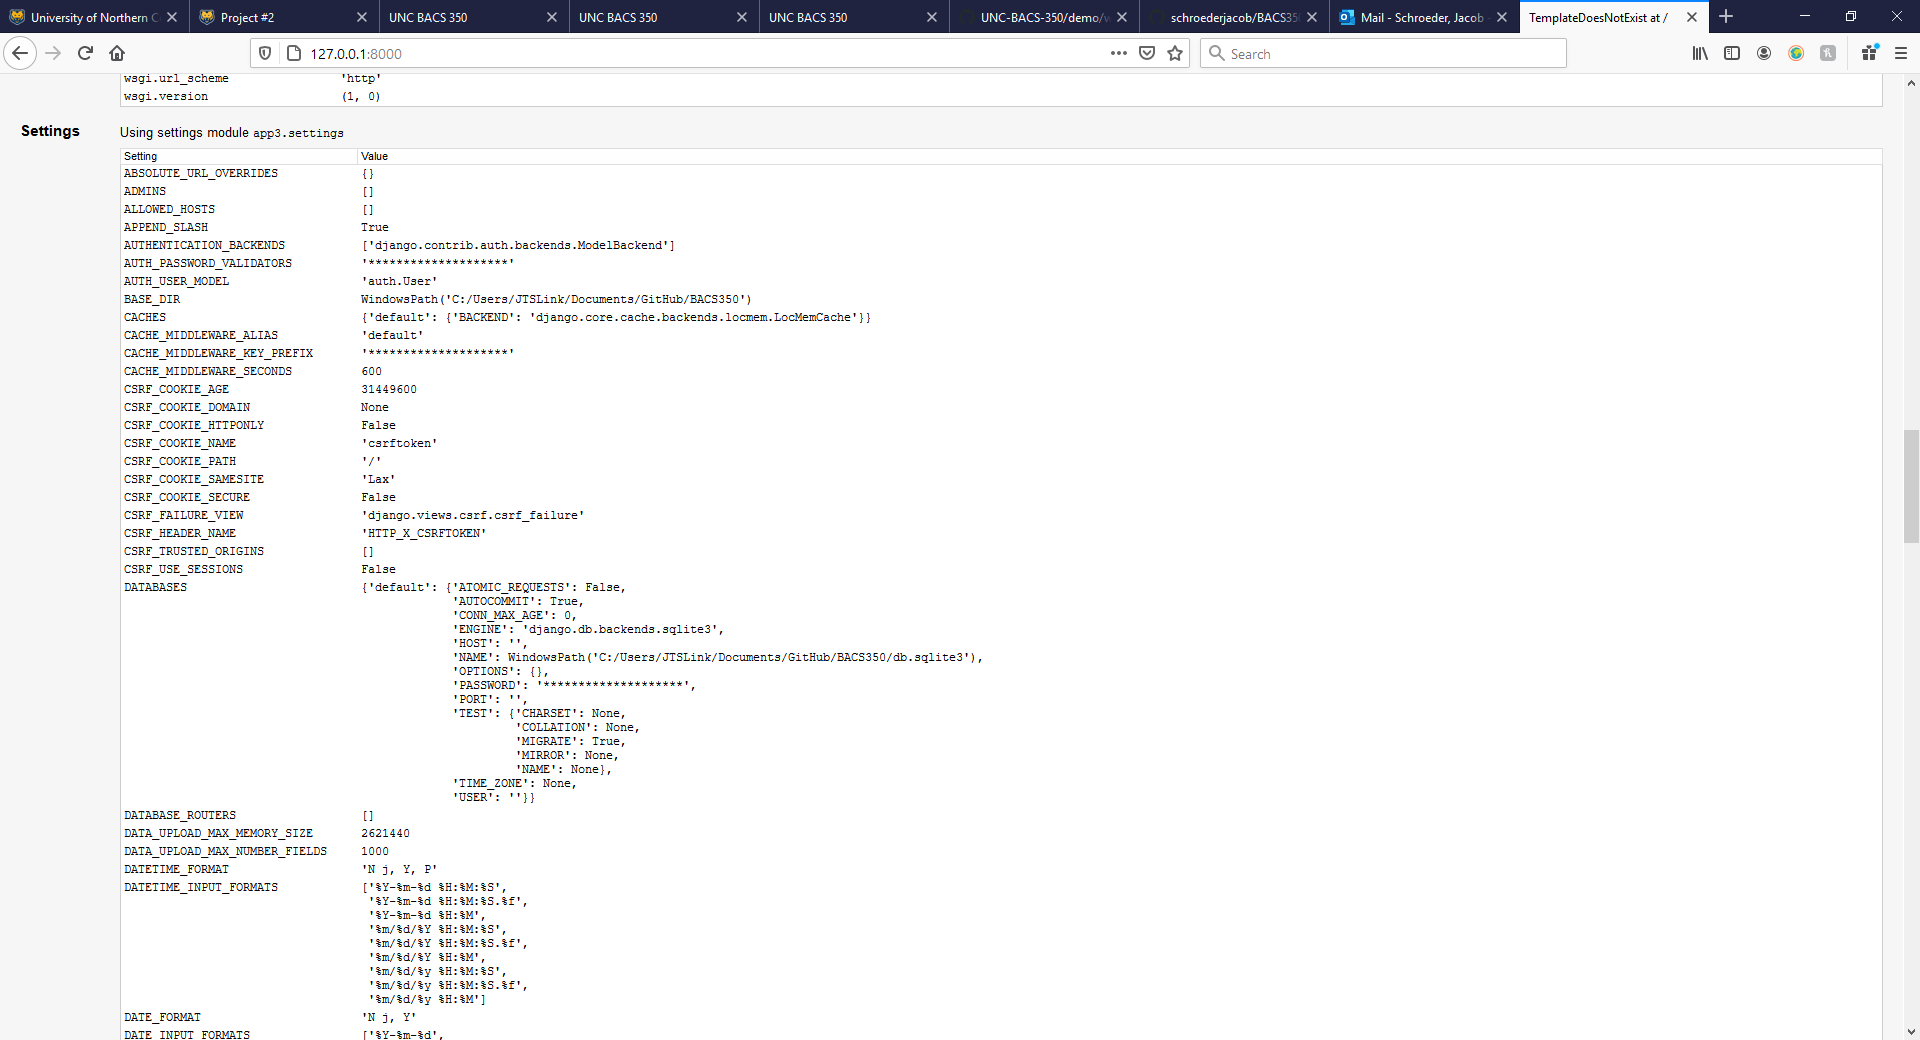 University of Northern C
Project #2
UNC BACS 350
UNC BACS 350
UNC BACS 350
UNC-BACS-350/demo/w
schroederjacob/BACS35
Mail - Schroeder, Jacob -
TemplateDoesNotExist at /
127.0.0.1:8000
Search
wsgi.url_scheme 'http'
wsgi.version (1, 0)
Settings
Using settings module app3.settings
Setting Value
ABSOLUTE_URL_OVERRIDES {}
ADMINS []
ALLOWED_HOSTS []
APPEND_SLASH True
AUTHENTICATION_BACKENDS ['django.contrib.auth.backends.ModelBackend']
AUTH_PASSWORD_VALIDATORS '********************'
AUTH_USER_MODEL 'auth.User'
BASE_DIR WindowsPath('C:/Users/JTSLink/Documents/GitHub/BACS350')
CACHES {'default': {'BACKEND': 'django.core.cache.backends.locmem.LocMemCache'}}
CACHE_MIDDLEWARE_ALIAS 'default'
CACHE_MIDDLEWARE_KEY_PREFIX '********************'
CACHE_MIDDLEWARE_SECONDS 600
CSRF_COOKIE_AGE 31449600
CSRF_COOKIE_DOMAIN None
CSRF_COOKIE_HTTPONLY False
CSRF_COOKIE_NAME 'csrftoken'
CSRF_COOKIE_PATH '/'
CSRF_COOKIE_SAMESITE 'Lax'
CSRF_COOKIE_SECURE False
CSRF_FAILURE_VIEW 'django.views.csrf.csrf_failure'
CSRF_HEADER_NAME 'HTTP_X_CSRFTOKEN'
CSRF_TRUSTED_ORIGINS []
CSRF_USE_SESSIONS False
DATABASES {'default': {'ATOMIC_REQUESTS': False,
'AUTOCOMMIT': True,
'CONN_MAX_AGE': 0,
'ENGINE': 'django.db.backends.sqlite3',
'HOST': '',
'NAME': WindowsPath('C:/Users/JTSLink/Documents/GitHub/BACS350/db.sqlite3'),
'OPTIONS': {},
'PASSWORD': '********************',
'PORT': '',
'TEST': {'CHARSET': None,
'COLLATION': None,
'MIGRATE': True,
'MIRROR': None,
'NAME': None},
'TIME_ZONE': None,
'USER': ''}}
DATABASE_ROUTERS []
DATA_UPLOAD_MAX_MEMORY_SIZE 2621440
DATA_UPLOAD_MAX_NUMBER_FIELDS 1000
DATETIME_FORMAT 'N j, Y, P'
DATETIME_INPUT_FORMATS ['%Y-%m-%d %H:%M:%S',
'%Y-%m-%d %H:%M:%S.%f',
'%Y-%m-%d %H:%M',
'%m/%d/%Y %H:%M:%S',
'%m/%d/%Y %H:%M:%S.%f',
'%m/%d/%Y %H:%M',
'%m/%d/%y %H:%M:%S',
'%m/%d/%y %H:%M:%S.%f',
'%m/%d/%y %H:%M']
DATE_FORMAT 'N j, Y'
DATE_INPUT_FORMATS ['%Y-%m-%d',